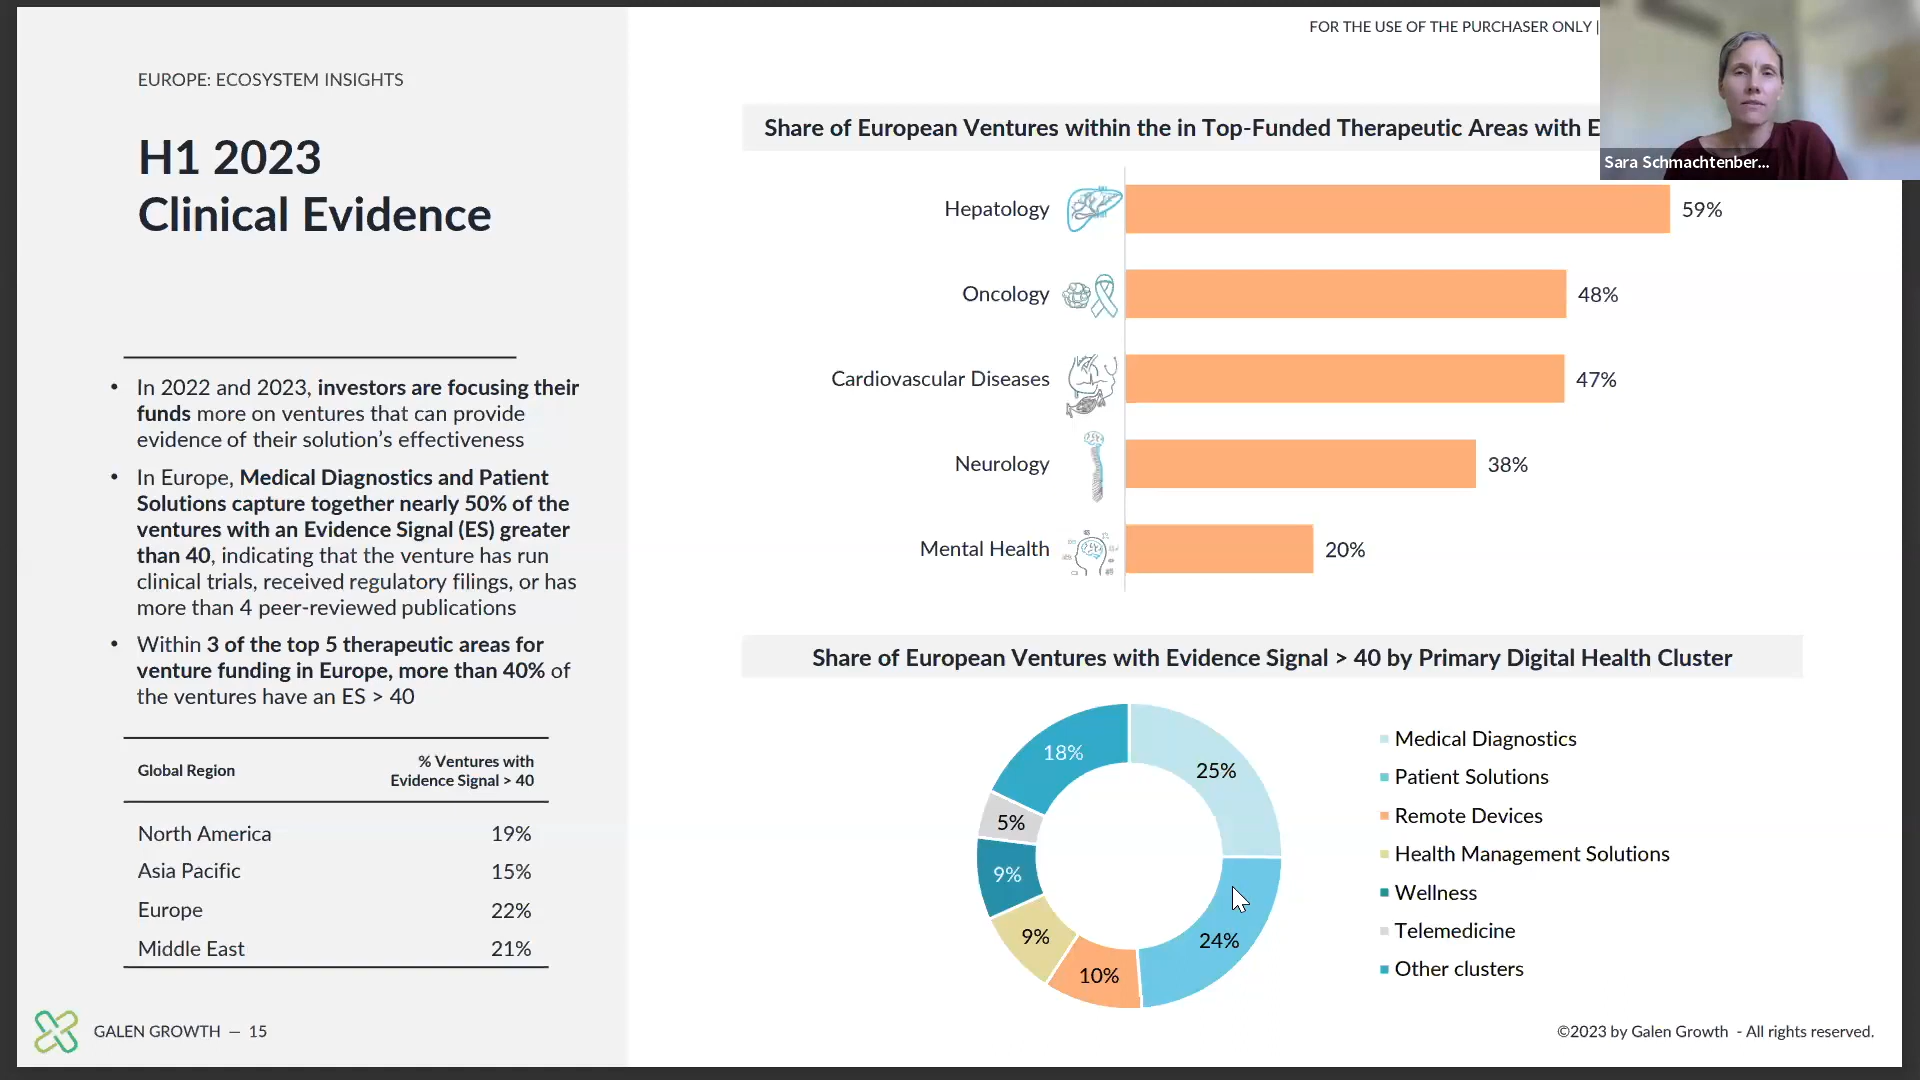 FOR THE USE OF THE PURCHASER ONLY |
EUROPE: ECOSYSTEM INSIGHTS
H1 2023
Clinical Evidence
• In 2022 and 2023, investors are focusing their
funds more on ventures that can provide
evidence of their solution's effectiveness
• In Europe, Medical Diagnostics and Patient
Solutions capture together nearly 50% of the
ventures with an Evidence Signal (ES) greater
than 40, indicating that the venture has run
clinical trials, received regulatory filings, or has
more than 4 peer-reviewed publications
• Within 3 of the top 5 therapeutic areas for
venture funding in Europe, more than 40% of
the ventures have an ES > 40
Global Region
% Ventures with
Evidence Signal > 40
North America 19%
Asia Pacific 15%
Europe 22%
Middle East 21%
GALEN GROWTH — 15
Share of European Ventures within the in Top-Funded Therapeutic Areas with E
Sara Schmachtenber...
Hepatology 59%
Oncology 48%
Cardiovascular Diseases 47%
Neurology 38%
Mental Health 20%
Share of European Ventures with Evidence Signal > 40 by Primary Digital Health Cluster
18%
25%
5%
9%
9%
10%
24%
Medical Diagnostics
Patient Solutions
Remote Devices
Health Management Solutions
Wellness
Telemedicine
Other clusters
©2023 by Galen Growth - All rights reserved.